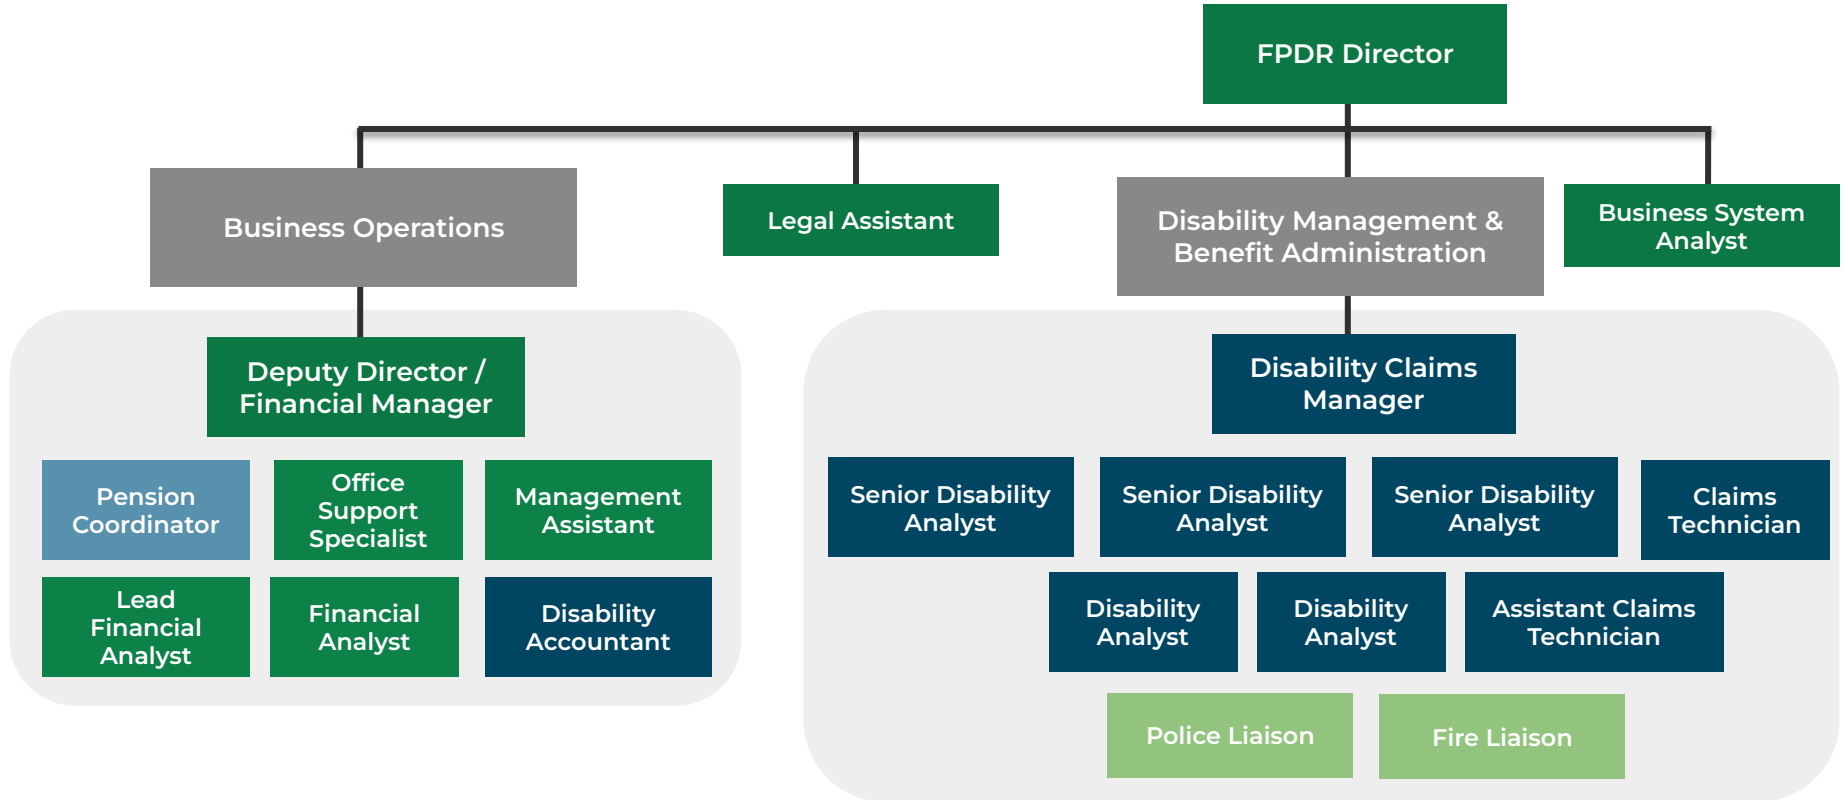 FPDR Director
Business Operations
Legal Assistant
Disability Management &
Benefit Administration
Business System
Analyst
Deputy Director /
Financial Manager
Pension
Coordinator
Office
Support
Specialist
Management
Assistant
Lead
Financial
Analyst
Financial
Analyst
Disability
Accountant
Disability Claims
Manager
Senior Disability
Analyst
Senior Disability
Analyst
Senior Disability
Analyst
Claims
Technician
Disability
Analyst
Disability
Analyst
Assistant Claims
Technician
Police Liaison
Fire Liaison